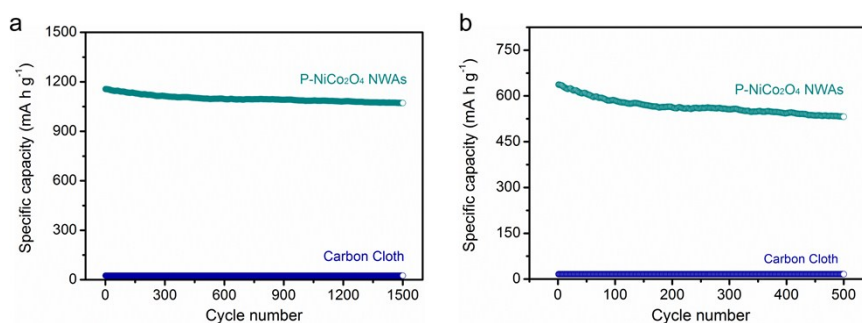 a
Specific capacity (mA h g⁻¹)
1500
1200
900
600
300
0
P-NiCo₂O₄ NWAs
Carbon Cloth
0 300 600 900 1200 1500
Cycle number
b
Specific capacity (mA h g⁻¹)
750
600
450
300
150
0
P-NiCo₂O₄ NWAs
Carbon Cloth
0 100 200 300 400 500
Cycle number